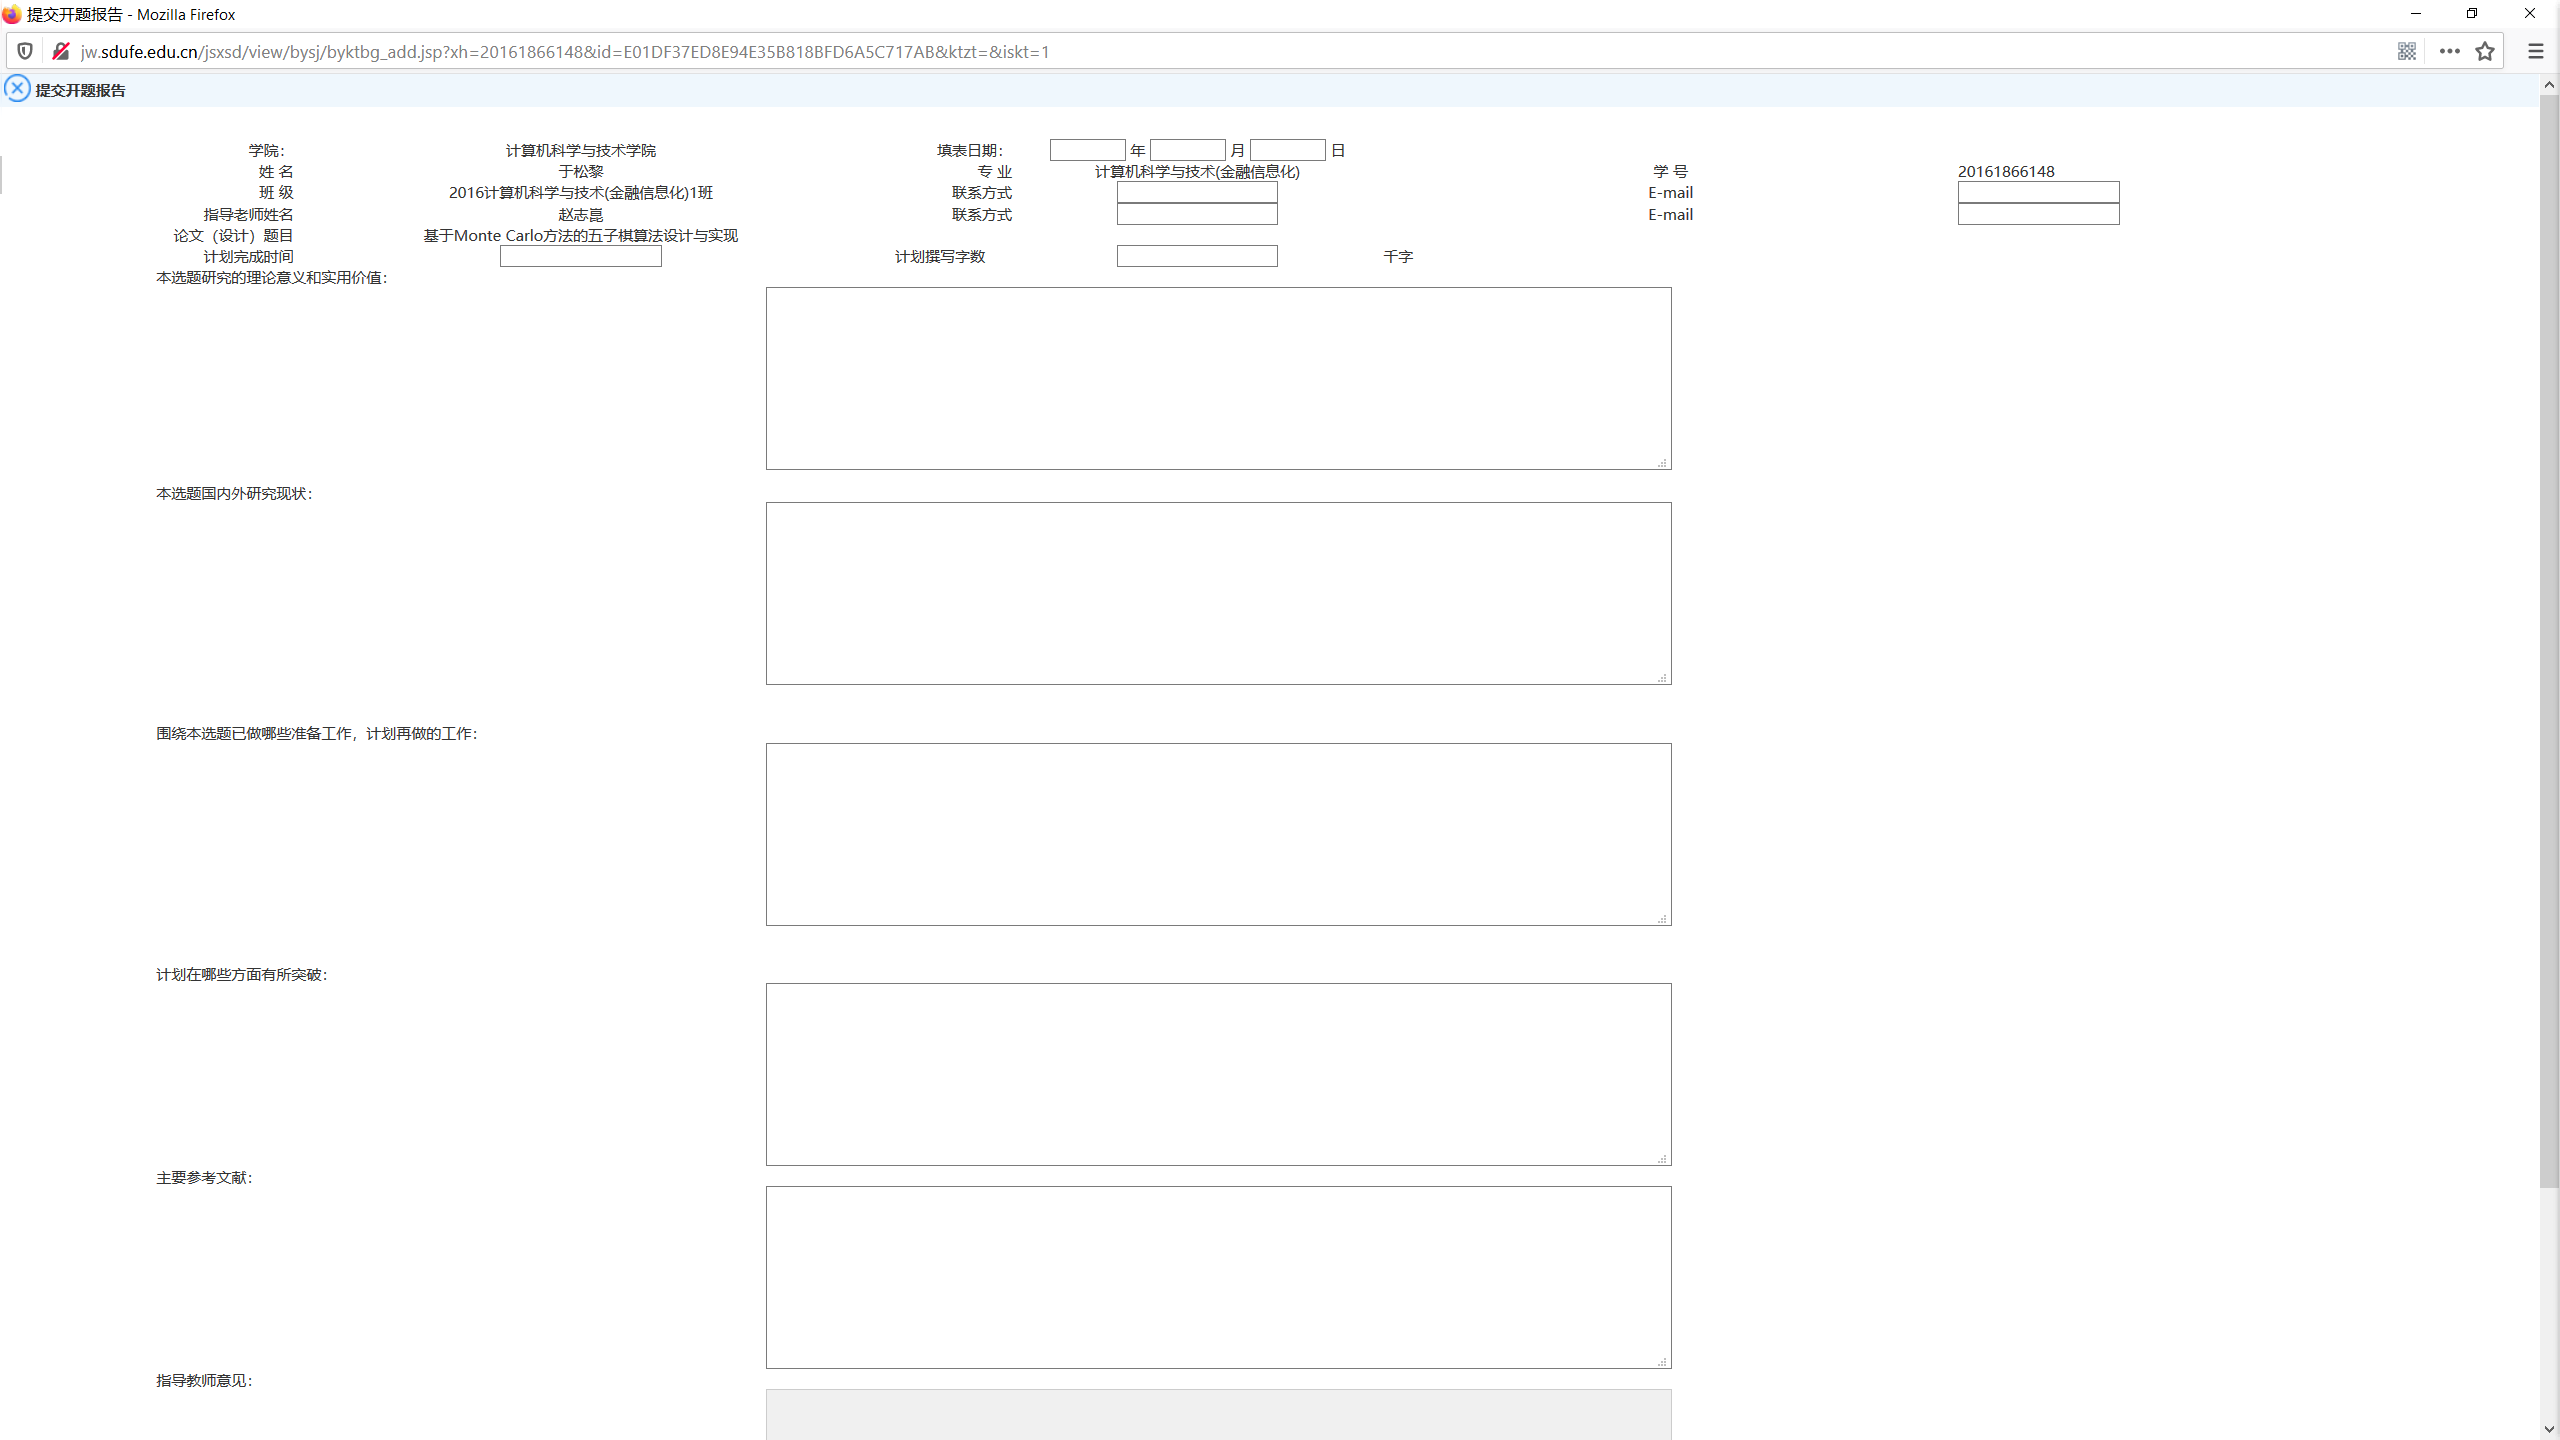 提交开题报告 - Mozilla Firefox
jw.sdufe.edu.cn/jsxsd/view/bysj/byktbg_add.jsp?xh=20161866148&id=E01DF37ED8E94E35B818BFD6A5C717AB&ktzt=&iskt=1
提交开题报告
学院： 计算机科学与技术学院 填表日期： 年 月 日
姓 名 于松黎 专 业 计算机科学与技术(金融信息化) 学 号 20161866148
班 级 2016计算机科学与技术(金融信息化)1班 联系方式 E-mail
指导老师姓名 赵志崑 联系方式 E-mail
论文（设计）题目 基于Monte Carlo方法的五子棋算法设计与实现
计划完成时间 计划撰写字数 千字
本选题研究的理论意义和实用价值：
本选题国内外研究现状：
围绕本选题已做哪些准备工作，计划再做的工作：
计划在哪些方面有所突破：
主要参考文献：
指导教师意见：